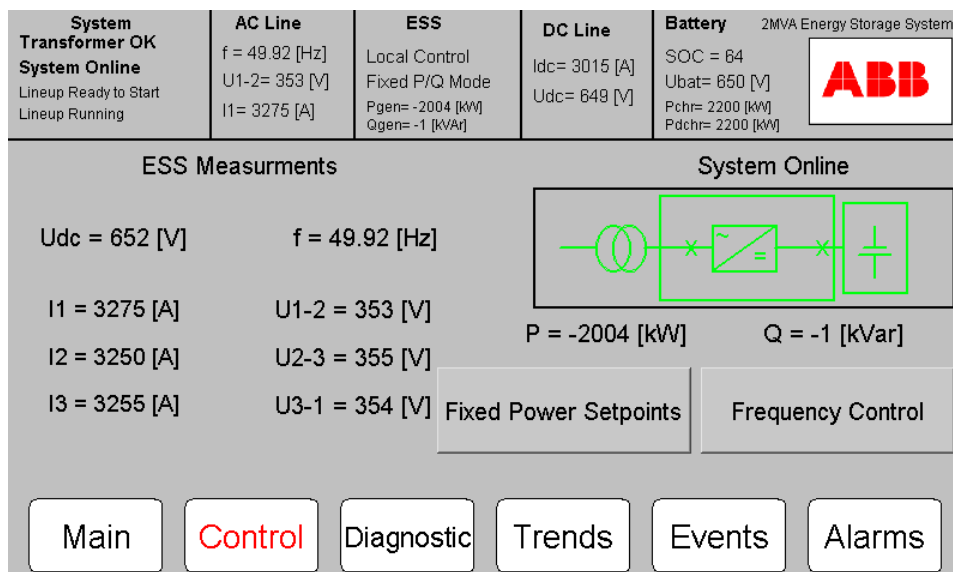 System
Transformer OK
System Online
Lineup Ready to Start
Lineup Running
AC Line
f = 49.92 [Hz]
U1-2= 353 [V]
I1= 3275 [A]
ESS
Local Control
Fixed P/Q Mode
Pgen= -2004 [kW]
Qgen= -1 [kVAr]
DC Line
Idc= 3015 [A]
Udc= 649 [V]
Battery
2MVA Energy Storage System
SOC = 64
Ubat= 650 [V]
Pchr= 2200 [kW]
Pdchr= 2200 [kW]
ABB
ESS Measurments
Udc = 652 [V]
f = 49.92 [Hz]
I1 = 3275 [A]
U1-2 = 353 [V]
I2 = 3250 [A]
U2-3 = 355 [V]
I3 = 3255 [A]
U3-1 = 354 [V]
System Online
~
=
P = -2004 [kW]
Q = -1 [kVar]
Fixed Power Setpoints
Frequency Control
Main
Control
Diagnostic
Trends
Events
Alarms